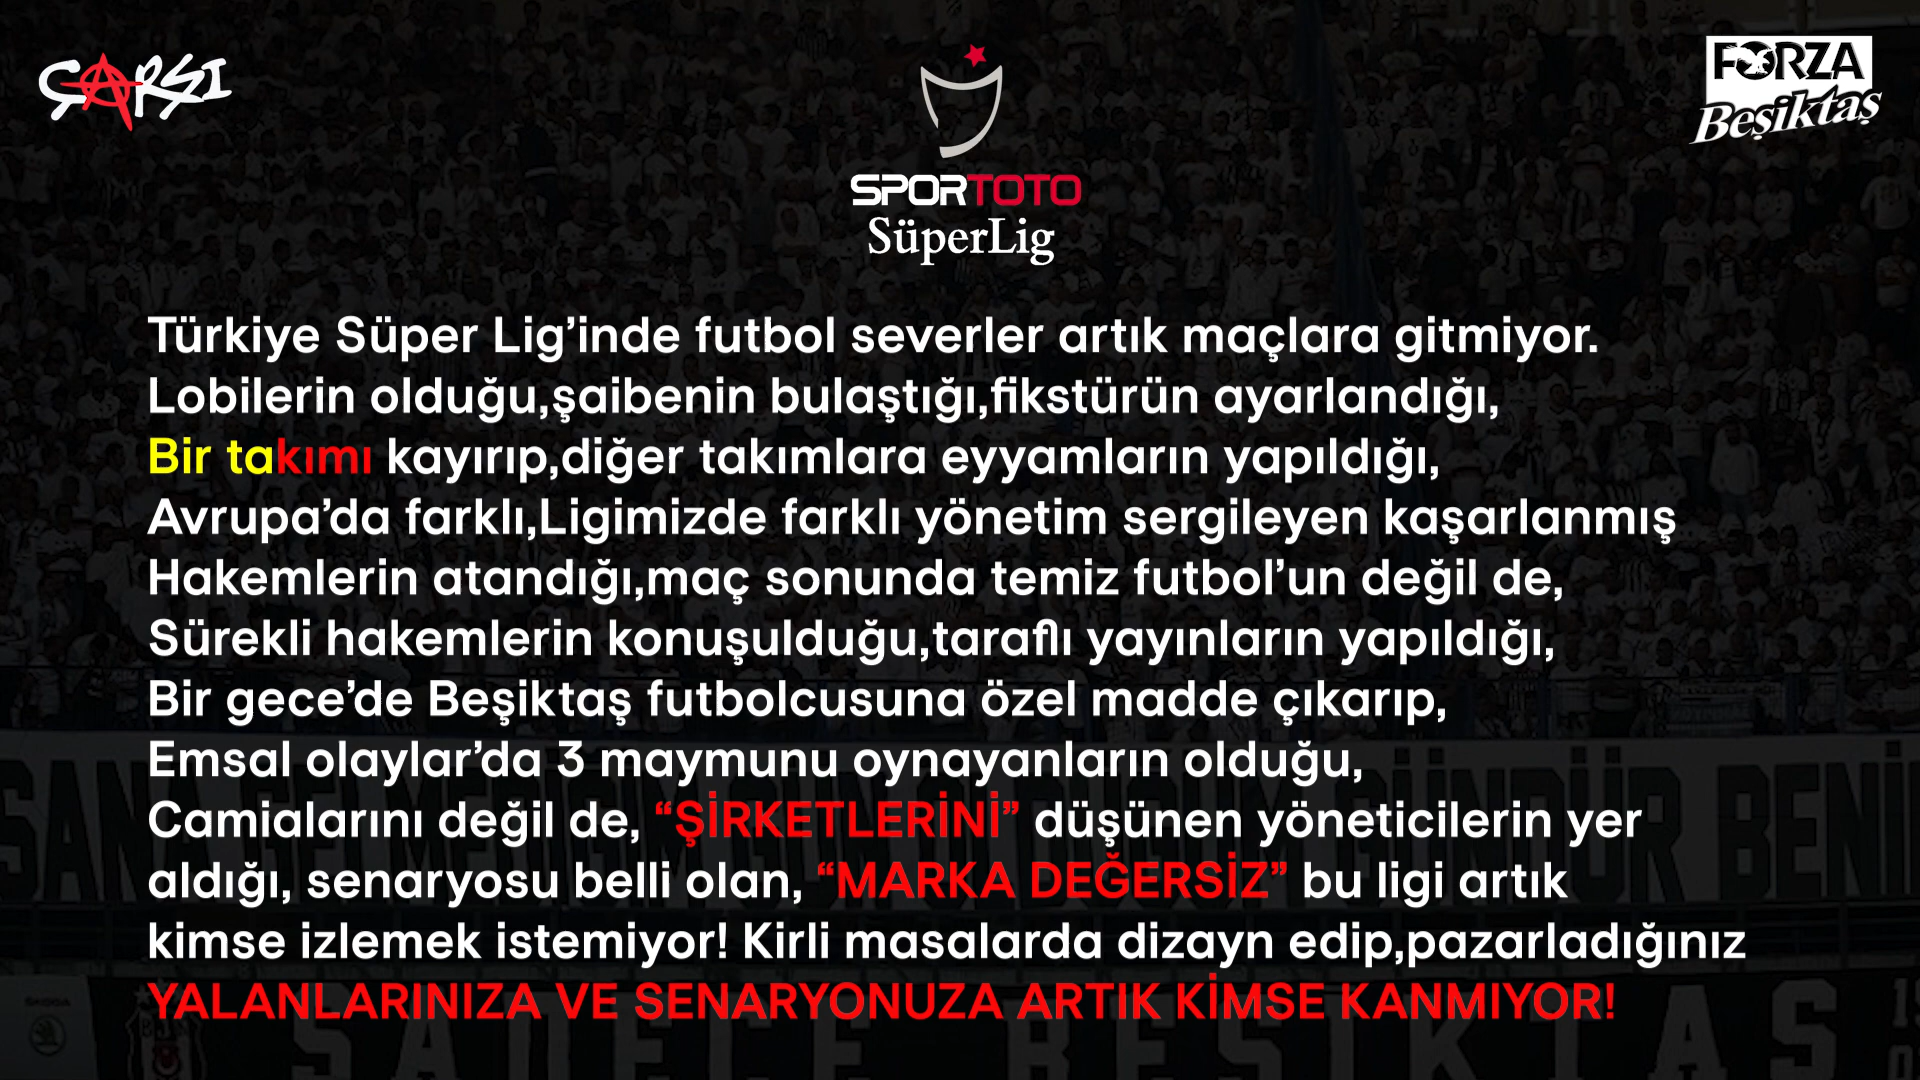 ÇARŞI
FORZA
Beşiktaş
SPORTOTO
SüperLig
Türkiye Süper Lig’inde futbol severler artık maçlara gitmiyor.
Lobilerin olduğu,şaibenin bulaştığı,fikstürün ayarlandığı,
Bir takımı kayırıp,diğer takımlara eyyamların yapıldığı,
Avrupa’da farklı,Ligimizde farklı yönetim sergileyen kaşarlanmış
Hakemlerin atandığı,maç sonunda temiz futbol’un değil de,
Sürekli hakemlerin konuşulduğu,taraflı yayınların yapıldığı,
Bir gece’de Beşiktaş futbolcusuna özel madde çıkarıp,
Emsal olaylar’da 3 maymunu oynayanların olduğu,
Camialarını değil de, “ŞİRKETLERİNİ” düşünen yöneticilerin yer
aldığı, senaryosu belli olan, “MARKA DEĞERSİZ” bu ligi artık
kimse izlemek istemiyor! Kirli masalarda dizayn edip,pazarladığınız
YALANLARINIZA VE SENARYONUZA ARTIK KİMSE KANMIYOR!
SADECE BEŞİKTAŞ